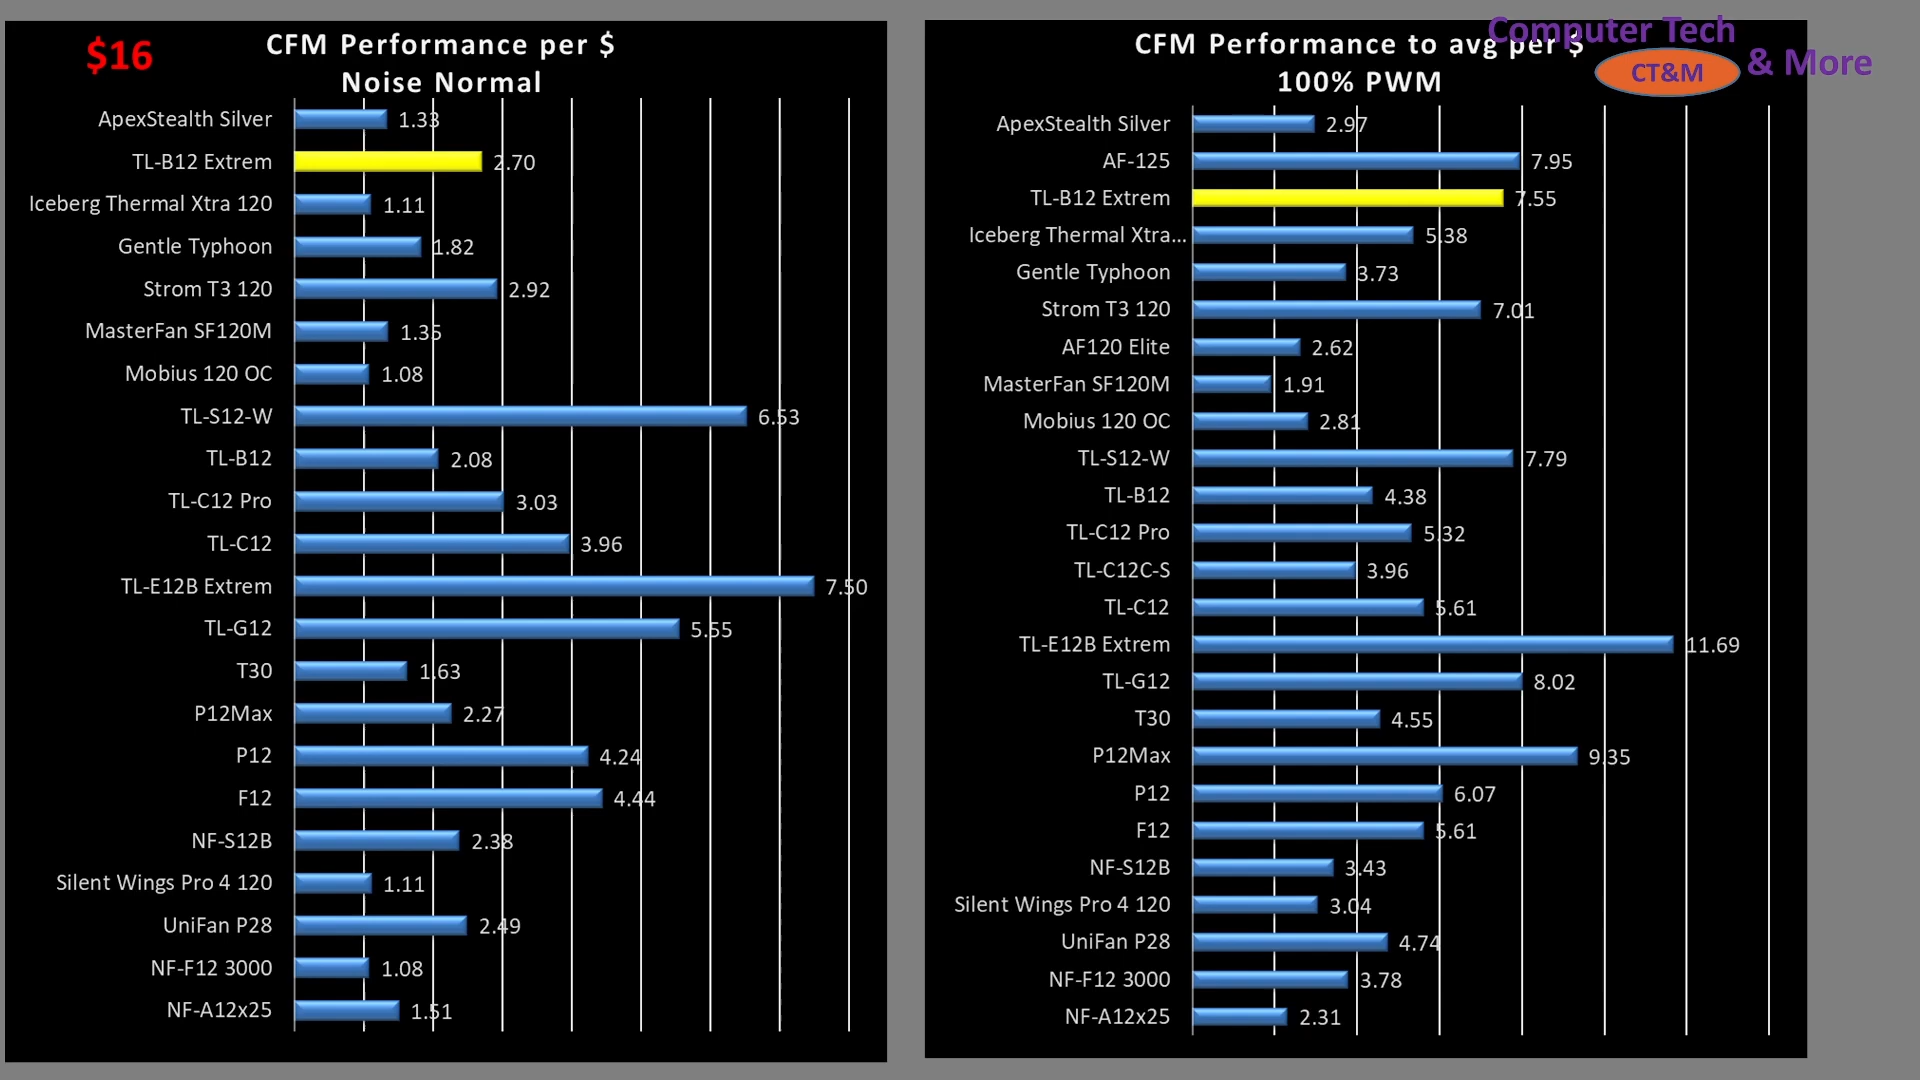 $16
CFM Performance per $
Noise Normal
ApexStealth Silver 1.33
TL-B12 Extrem 2.70
Iceberg Thermal Xtra 120 1.11
Gentle Typhoon 1.82
Strom T3 120 2.92
MasterFan SF120M 1.35
Mobius 120 OC 1.08
TL-S12-W 6.53
TL-B12 2.08
TL-C12 Pro 3.03
TL-C12 3.96
TL-E12B Extrem 7.50
TL-G12 5.55
T30 1.63
P12Max 2.27
P12 4.24
F12 4.44
NF-S12B 2.38
Silent Wings Pro 4 120 1.11
UniFan P28 2.49
NF-F12 3000 1.08
NF-A12x25 1.51
CFM Performance to avg per $
100% PWM
Computer Tech
CT&M
& More
ApexStealth Silver 2.97
AF-125 7.95
TL-B12 Extrem 7.55
Iceberg Thermal Xtra... 5.38
Gentle Typhoon 3.73
Strom T3 120 7.01
AF120 Elite 2.62
MasterFan SF120M 1.91
Mobius 120 OC 2.81
TL-S12-W 7.79
TL-B12 4.38
TL-C12 Pro 5.32
TL-C12C-S 3.96
TL-C12 5.61
TL-E12B Extrem 11.69
TL-G12 8.02
T30 4.55
P12Max 9.35
P12 6.07
F12 5.61
NF-S12B 3.43
Silent Wings Pro 4 120 3.04
UniFan P28 4.74
NF-F12 3000 3.78
NF-A12x25 2.31